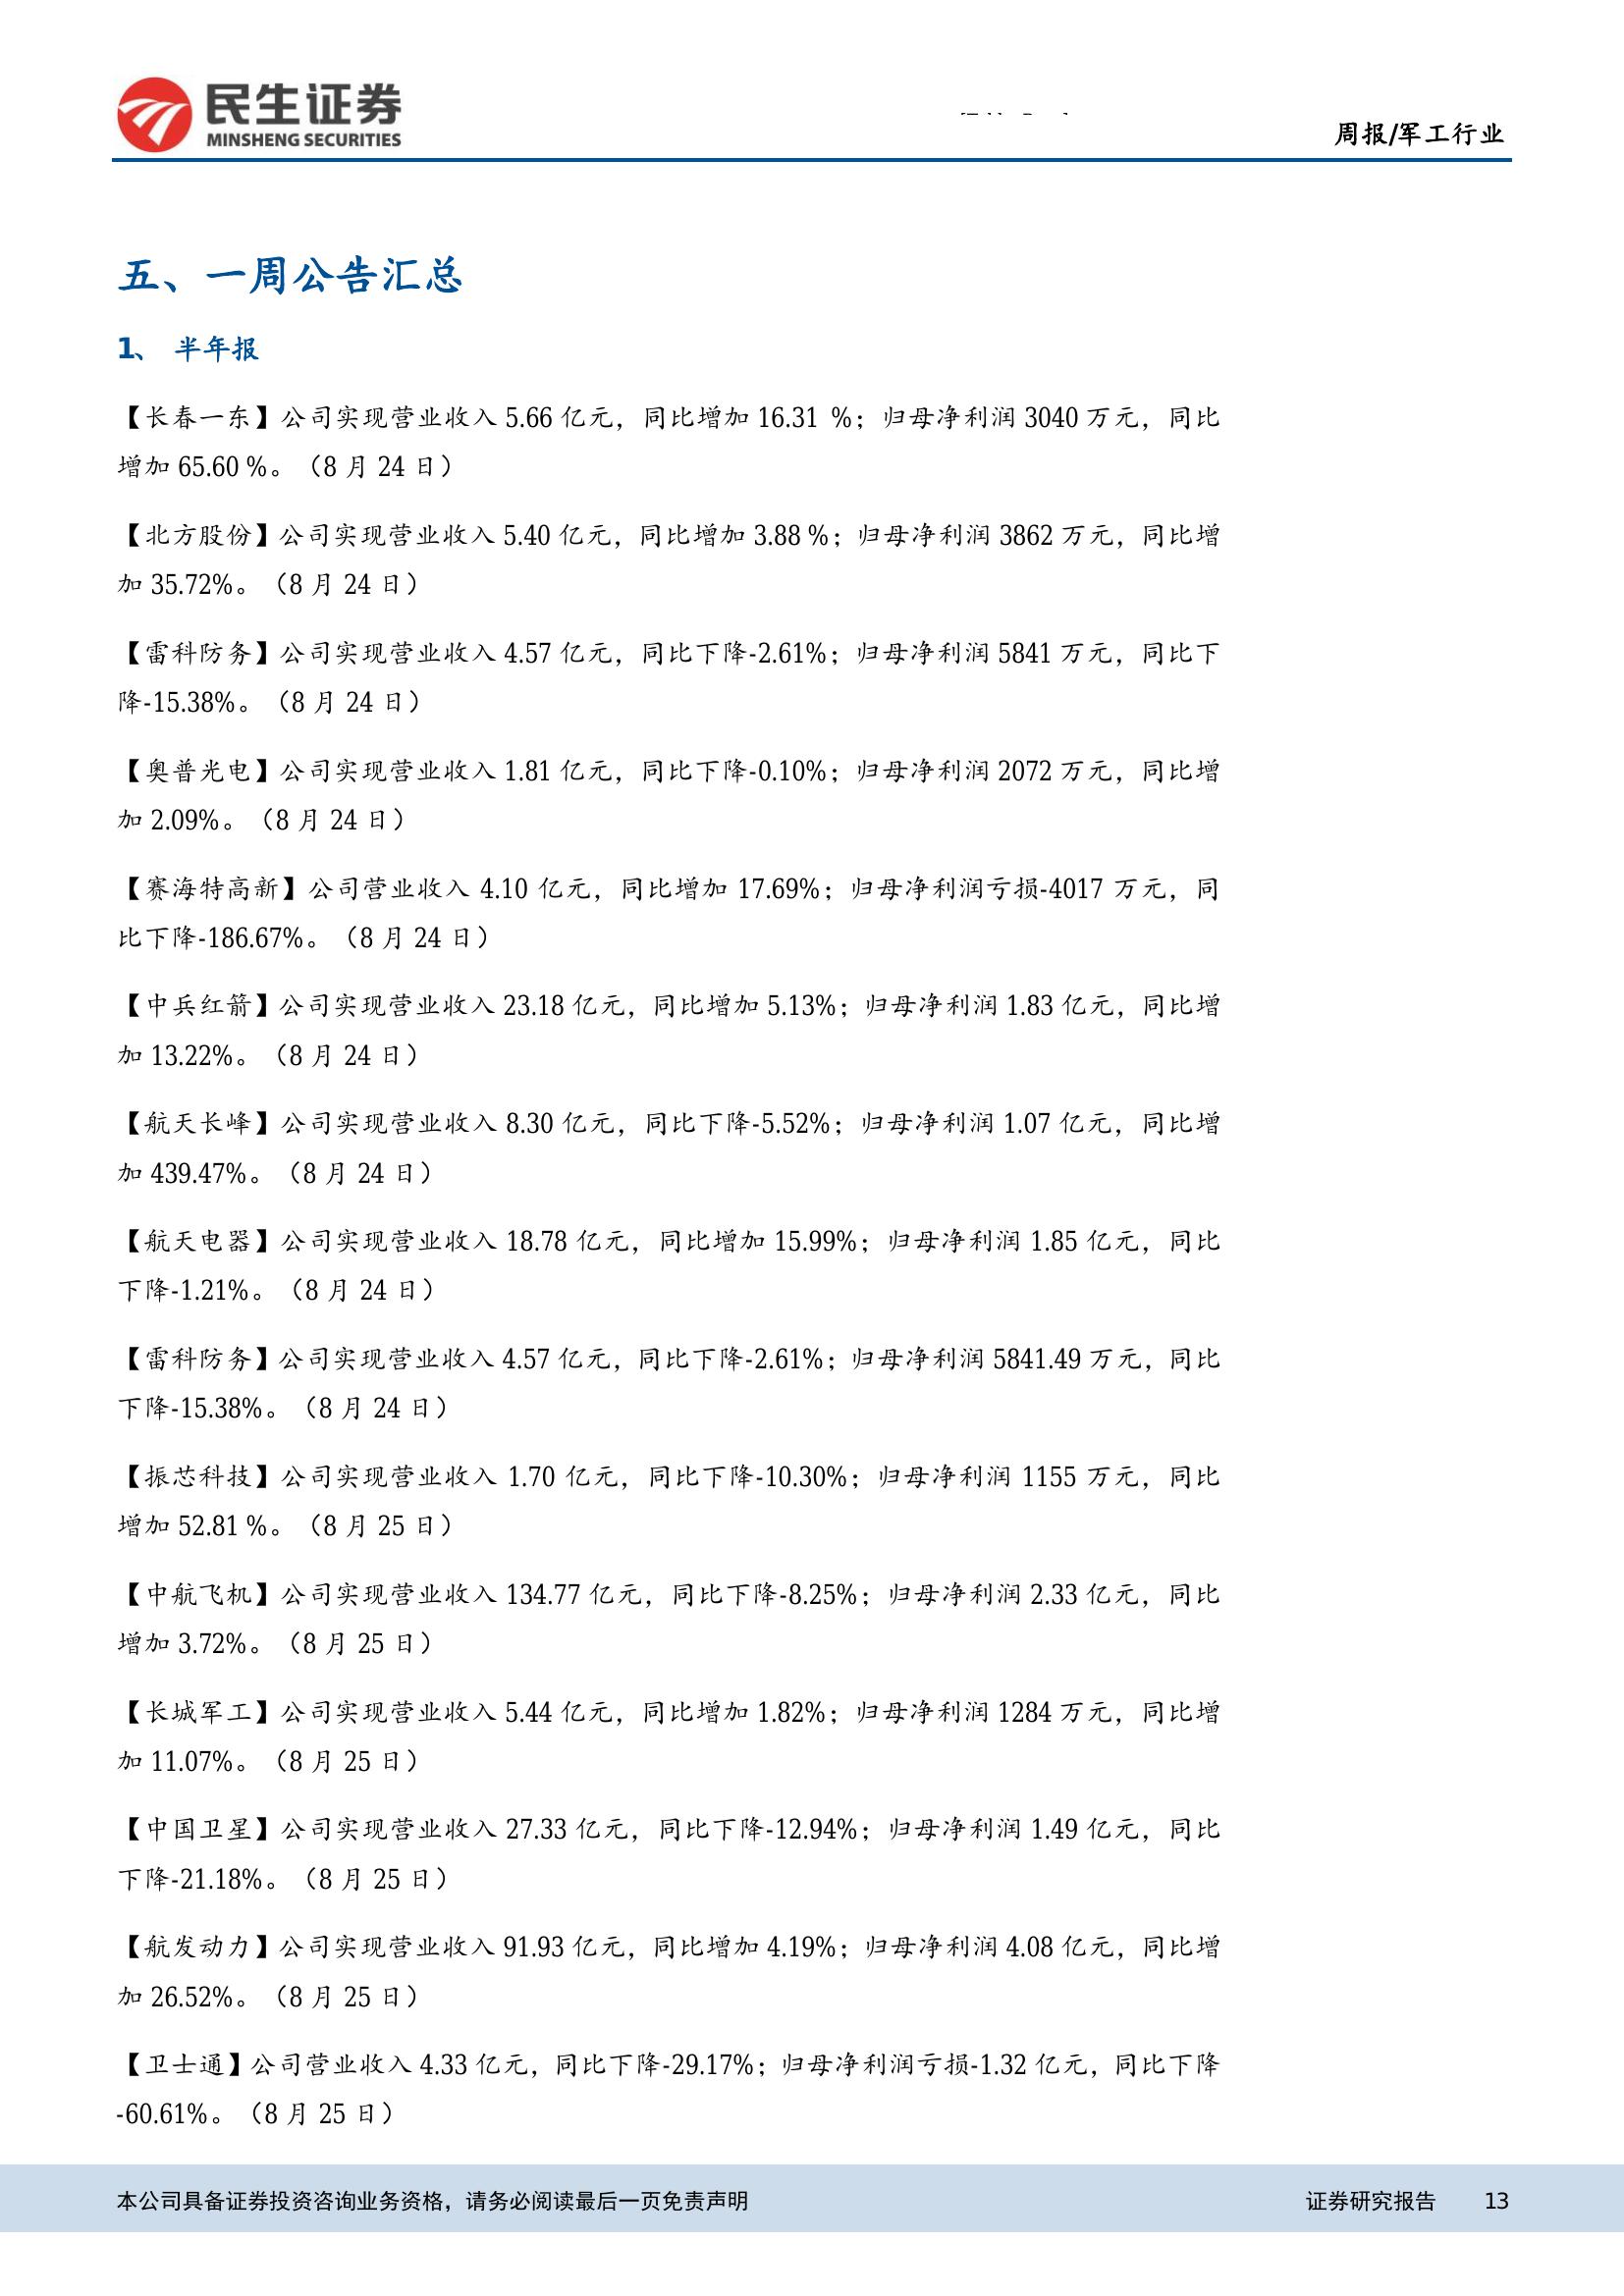 民生证券
MINSHENG SECURITIES
周报/军工行业
五、一周公告汇总
1、 半年报
【长春一东】公司实现营业收入 5.66 亿元，同比增加 16.31 %；归母净利润 3040 万元，同比
增加 65.60 %。（8 月 24 日）
【北方股份】公司实现营业收入 5.40 亿元，同比增加 3.88 %；归母净利润 3862 万元，同比增
加 35.72%。（8 月 24 日）
【雷科防务】公司实现营业收入 4.57 亿元，同比下降-2.61%；归母净利润 5841 万元，同比下
降-15.38%。（8 月 24 日）
【奥普光电】公司实现营业收入 1.81 亿元，同比下降-0.10%；归母净利润 2072 万元，同比增
加 2.09%。（8 月 24 日）
【赛海特高新】公司营业收入 4.10 亿元，同比增加 17.69%；归母净利润亏损-4017 万元，同
比下降-186.67%。（8 月 24 日）
【中兵红箭】公司实现营业收入 23.18 亿元，同比增加 5.13%；归母净利润 1.83 亿元，同比增
加 13.22%。（8 月 24 日）
【航天长峰】公司实现营业收入 8.30 亿元，同比下降-5.52%；归母净利润 1.07 亿元，同比增
加 439.47%。（8 月 24 日）
【航天电器】公司实现营业收入 18.78 亿元，同比增加 15.99%；归母净利润 1.85 亿元，同比
下降-1.21%。（8 月 24 日）
【雷科防务】公司实现营业收入 4.57 亿元，同比下降-2.61%；归母净利润 5841.49 万元，同比
下降-15.38%。（8 月 24 日）
【振芯科技】公司实现营业收入 1.70 亿元，同比下降-10.30%；归母净利润 1155 万元，同比
增加 52.81 %。（8 月 25 日）
【中航飞机】公司实现营业收入 134.77 亿元，同比下降-8.25%；归母净利润 2.33 亿元，同比
增加 3.72%。（8 月 25 日）
【长城军工】公司实现营业收入 5.44 亿元，同比增加 1.82%；归母净利润 1284 万元，同比增
加 11.07%。（8 月 25 日）
【中国卫星】公司实现营业收入 27.33 亿元，同比下降-12.94%；归母净利润 1.49 亿元，同比
下降-21.18%。（8 月 25 日）
【航发动力】公司实现营业收入 91.93 亿元，同比增加 4.19%；归母净利润 4.08 亿元，同比增
加 26.52%。（8 月 25 日）
【卫士通】公司营业收入 4.33 亿元，同比下降-29.17%；归母净利润亏损-1.32 亿元，同比下降
-60.61%。（8 月 25 日）
本公司具备证券投资咨询业务资格，请务必阅读最后一页免责声明
证券研究报告 13